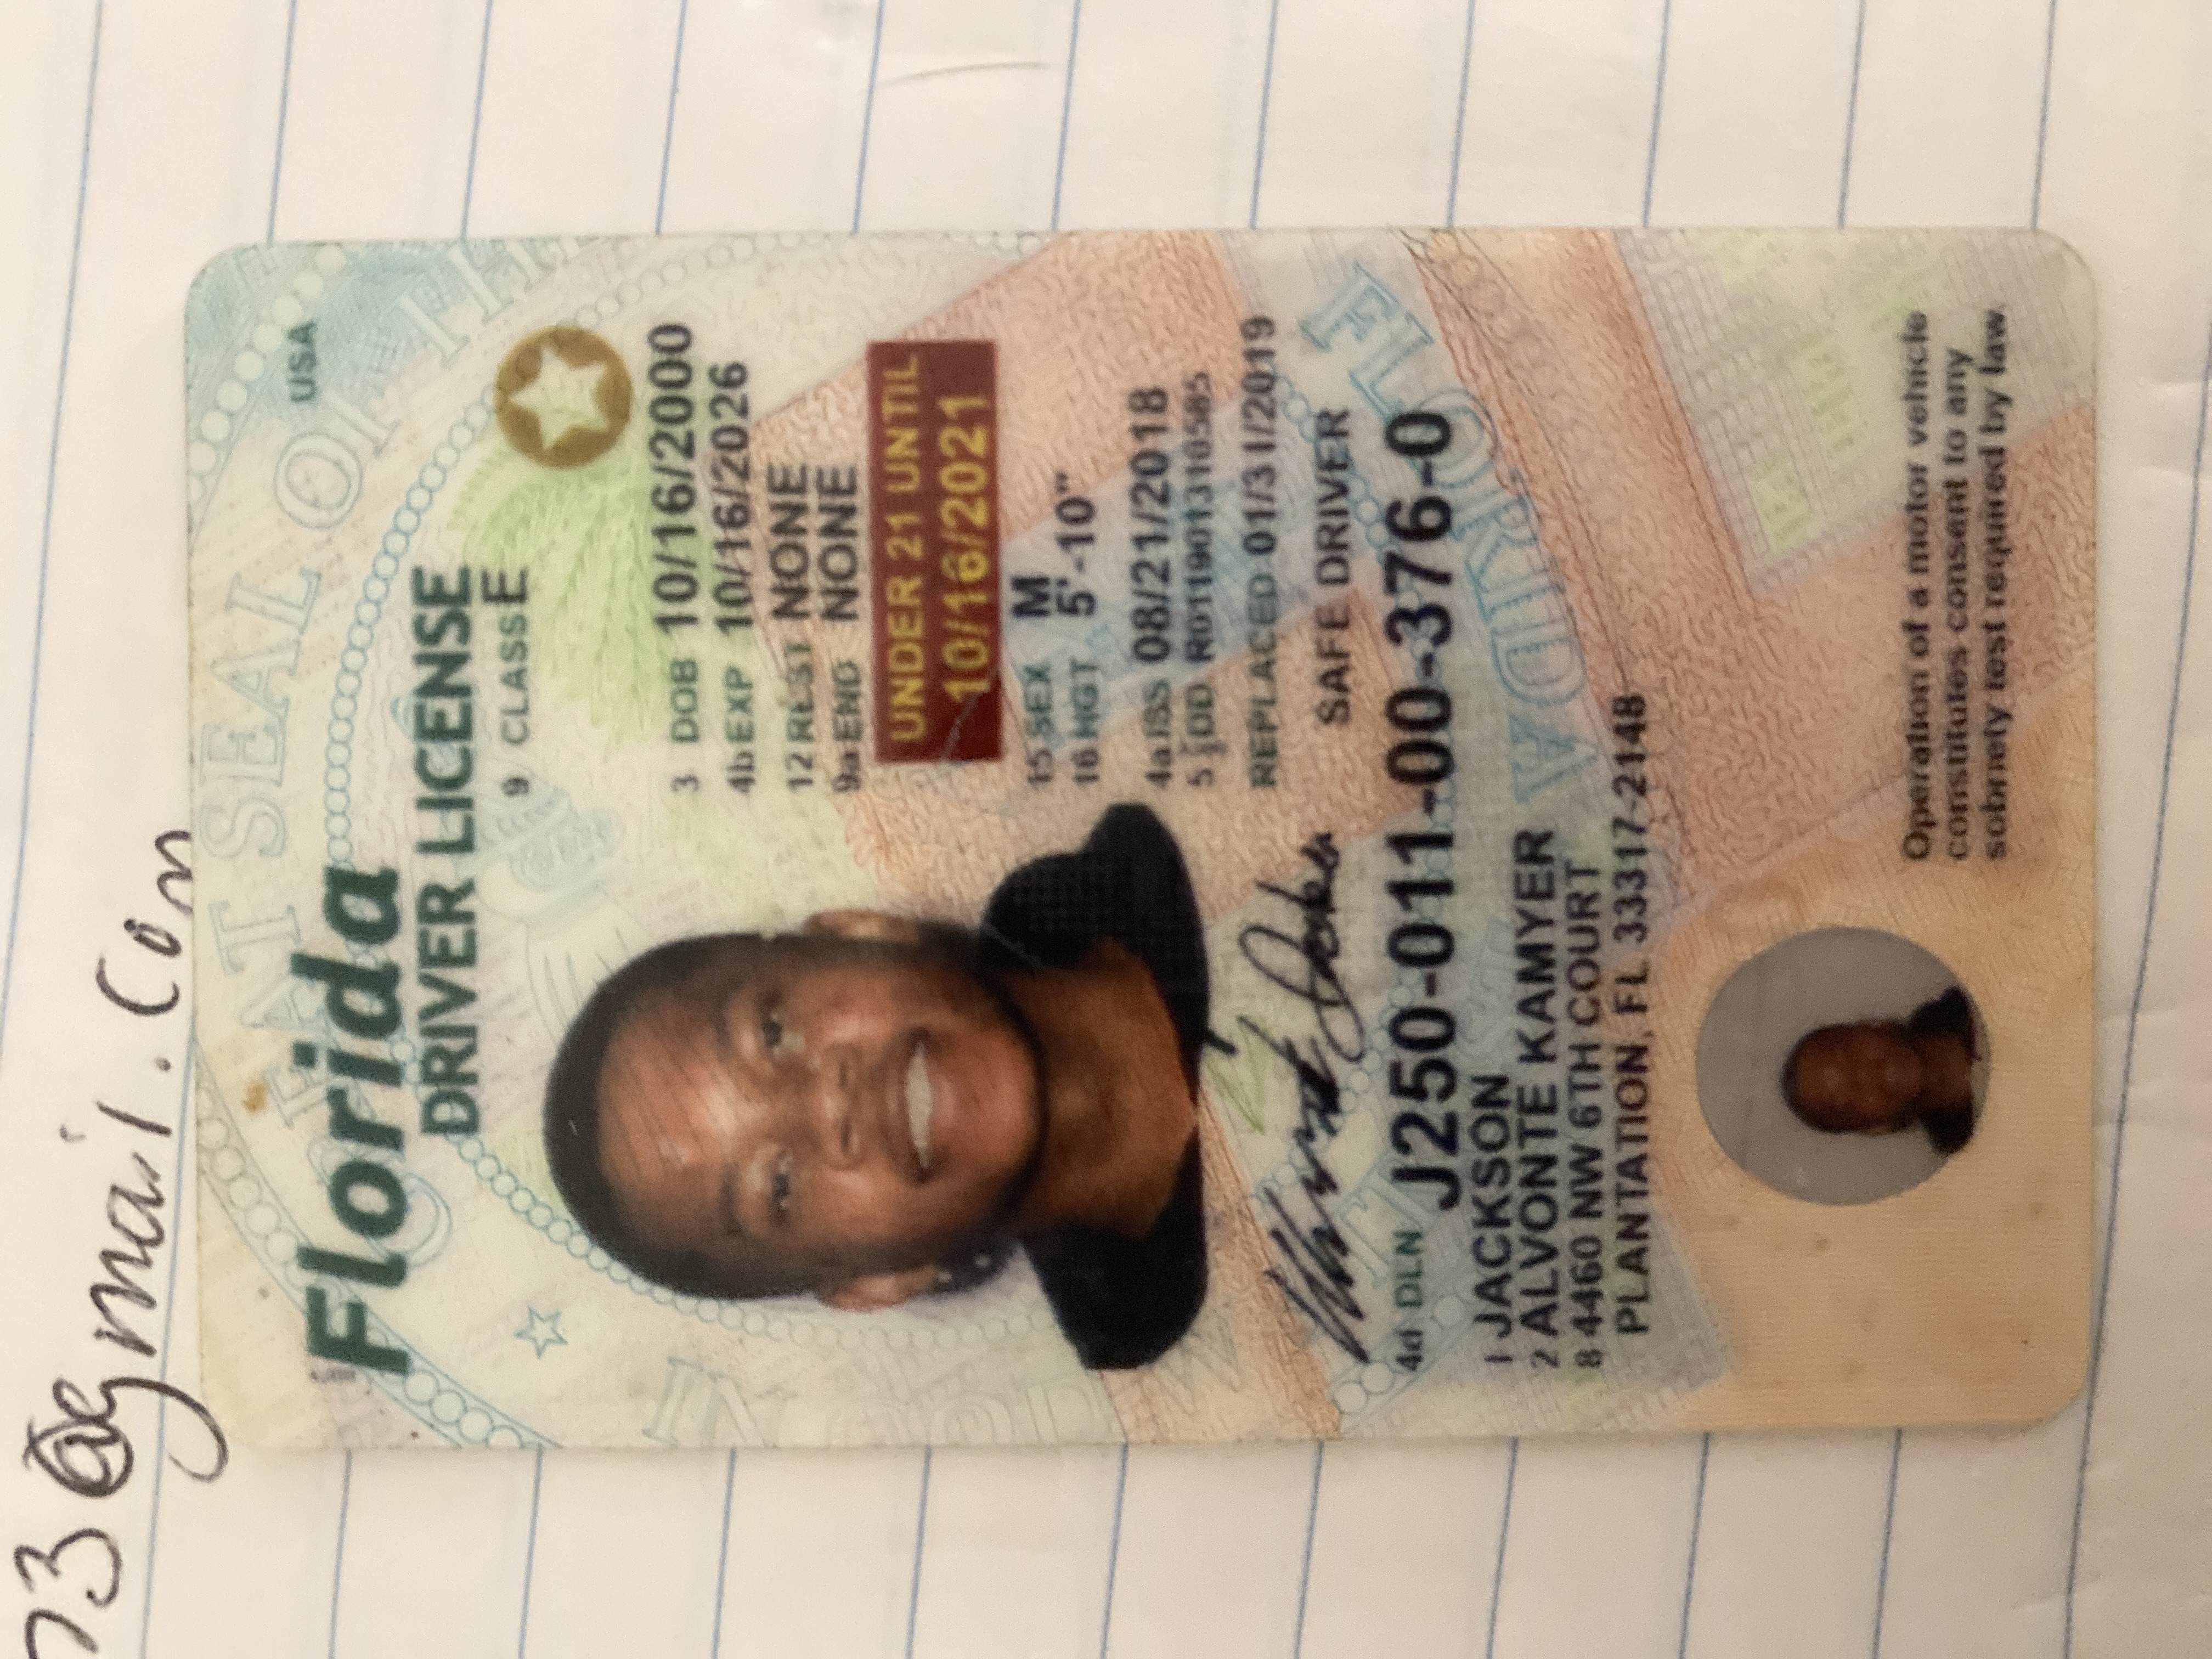 73@gmail.com
USA
Florida
DRIVER LICENSE
9 CLASS E
3 DOB 10/16/2000
4b EXP 10/16/2026
12 REST NONE
9a END NONE
UNDER 21 UNTIL
10/16/2021
15 SEX M
16 HGT 5'-10"
4a ISS 08/21/2018
5 DD R011901310585
REPLACED 01/31/2019
SAFE DRIVER
4d DLN J250-011-00-376-0
1 JACKSON
2 ALVONTE KAMYER
8 4460 NW 6TH COURT
PLANTATION, FL 33317-2148
Operation of a motor vehicle
constitutes consent to any
sobriety test required by law.
GREAT SEAL OF TH
FLORIDA